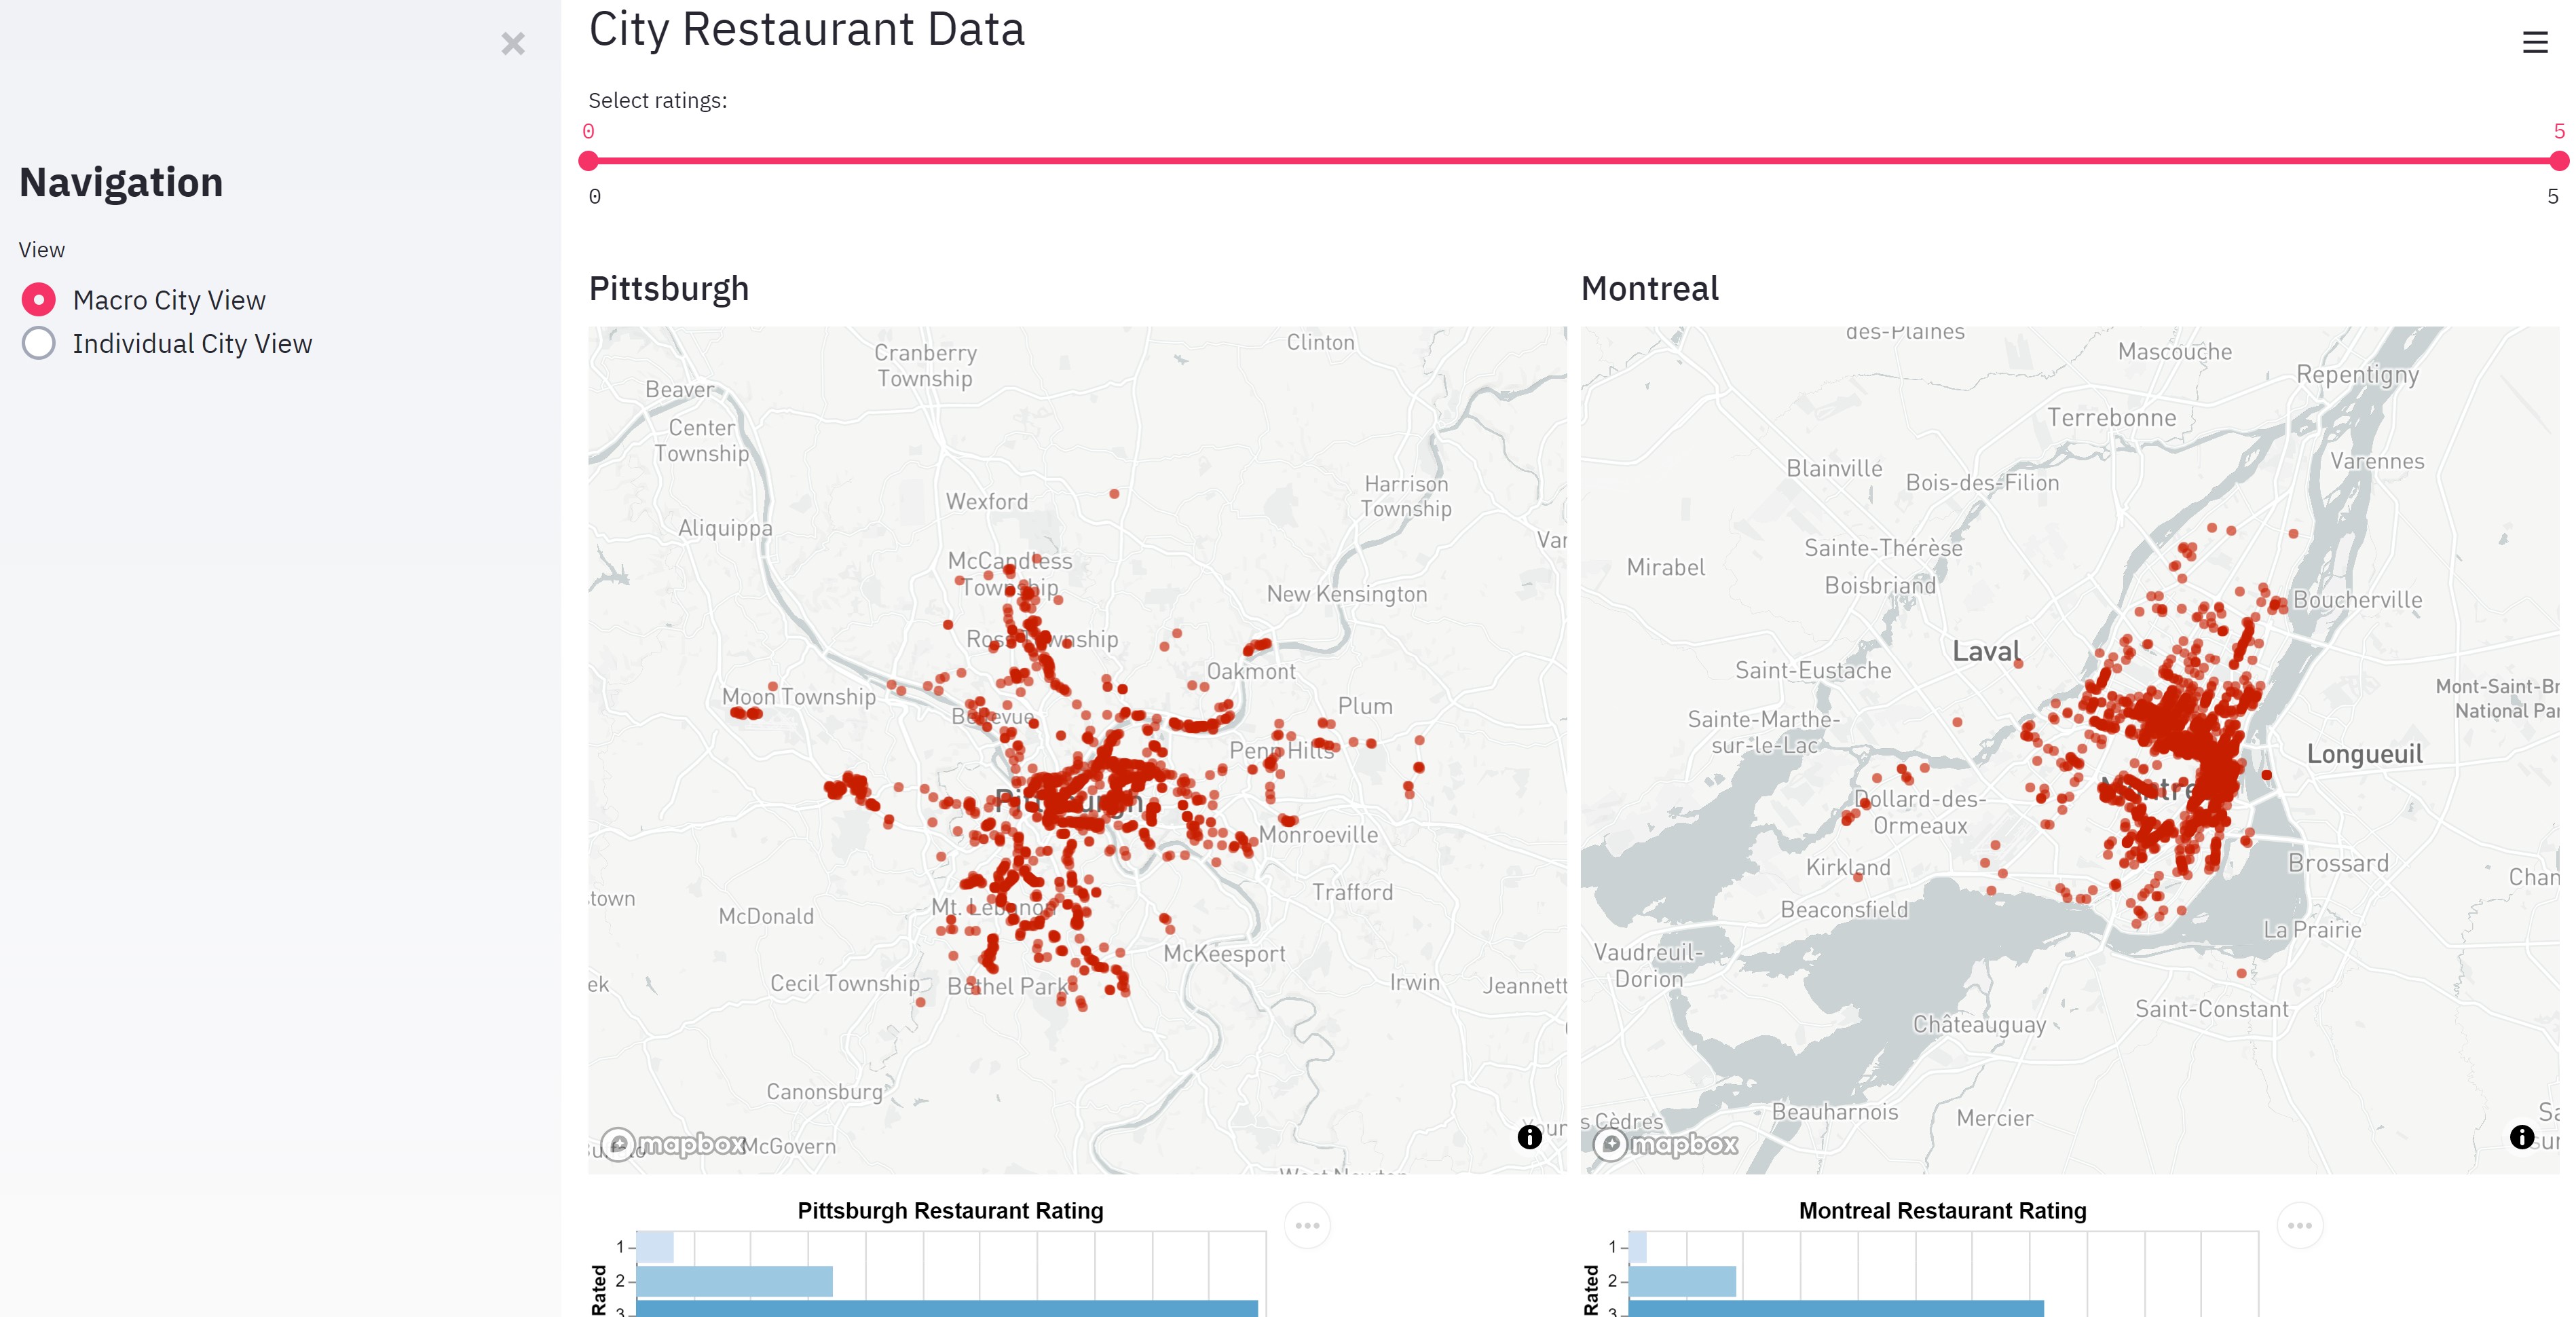 City Restaurant Data
Select ratings:
0
5
0
5
Navigation
View
Macro City View
Individual City View
Pittsburgh
Clinton
Cranberry
Township
Beaver
Center
Township
Harrison
Township
Wexford
Aliquippa
McCandless
Township
New Kensington
Ross Township
Oakmont
Moon Township
Plum
Bellevue
Penn Hills
Pittsburgh
Monroeville
Trafford
McDonald
Mt. Lebanon
McKeesport
Cecil Township
Bethel Park
Irwin
Jeannett
Canonsburg
McGovern
mapbox
Montreal
des-Plaines
Mascouche
Repentigny
Terrebonne
Varennes
Blainville
Bois-des-Filion
Sainte-Thérèse
Mirabel
Boisbriand
Boucherville
Laval
Saint-Eustache
Mont-Saint-Br
National Par
Sainte-Marthe-
sur-le-Lac
Longueuil
Dollard-des-
Ormeaux
Kirkland
Brossard
Beaconsfield
La Prairie
Vaudreuil-
Dorion
Saint-Constant
Châteauguay
Beauharnois
Mercier
s Cèdres
mapbox
Pittsburgh Restaurant Rating
1
2
3
Rated
Montreal Restaurant Rating
1
2
3
Rated